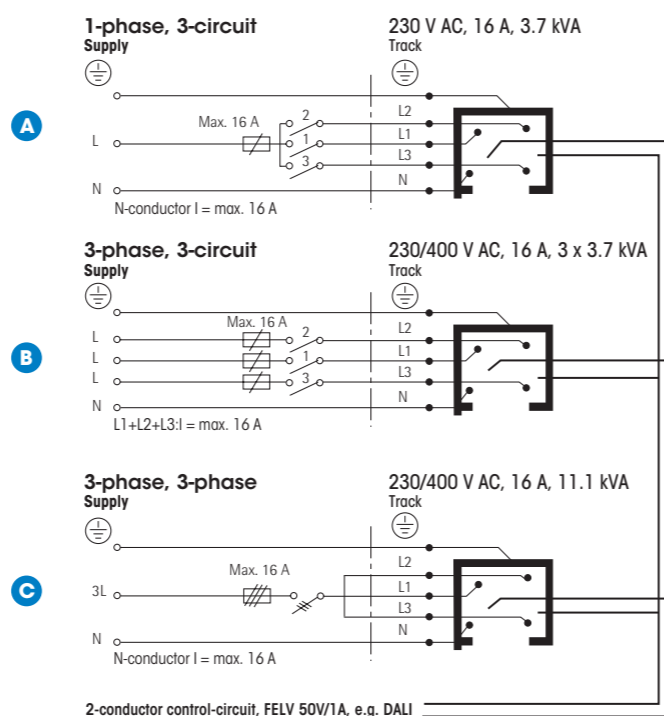 1-phase, 3-circuit
Supply
230 V AC, 16 A, 3.7 kVA
Track
A
Max. 16 A
2
L2
L
1
L1
3
L3
N
N
N-conductor I = max. 16 A
3-phase, 3-circuit
Supply
230/400 V AC, 16 A, 3 x 3.7 kVA
Track
B
Max. 16 A
L
2
L2
L
1
L1
L
3
L3
N
N
L1+L2+L3:I = max. 16 A
3-phase, 3-phase
Supply
230/400 V AC, 16 A, 11.1 kVA
Track
C
Max. 16 A
L2
3L
L1
L3
N
N
N-conductor I = max. 16 A
2-conductor control-circuit, FELV 50V/1A, e.g. DALI